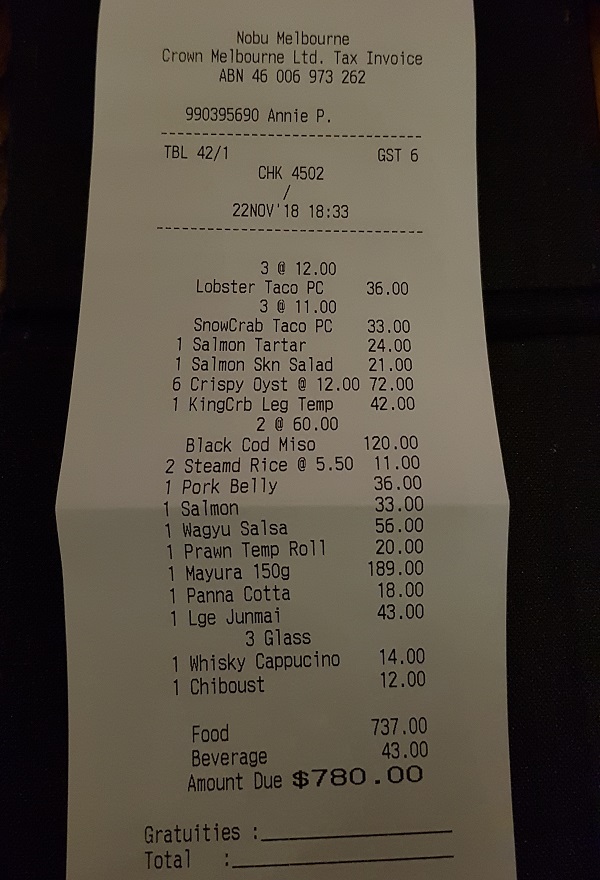 Nobu Melbourne
Crown Melbourne Ltd. Tax Invoice
ABN 46 006 973 262
990395690 Annie P.
TBL 42/1 GST 6
CHK 4502
/
22NOV'18 18:33
3 @ 12.00
Lobster Taco PC 36.00
3 @ 11.00
SnowCrab Taco PC 33.00
1 Salmon Tartar 24.00
1 Salmon Skn Salad 21.00
6 Crispy Oyst @ 12.00 72.00
1 KingCrb Leg Temp 42.00
2 @ 60.00
Black Cod Miso 120.00
2 Steamd Rice @ 5.50 11.00
1 Pork Belly 36.00
1 Salmon 33.00
1 Wagyu Salsa 56.00
1 Prawn Temp Roll 20.00
1 Mayura 150g 189.00
1 Panna Cotta 18.00
1 Lge Junmai 43.00
3 Glass
1 Whisky Cappucino 14.00
1 Chiboust 12.00
Food 737.00
Beverage 43.00
Amount Due $780.00
Gratuities :
Total :